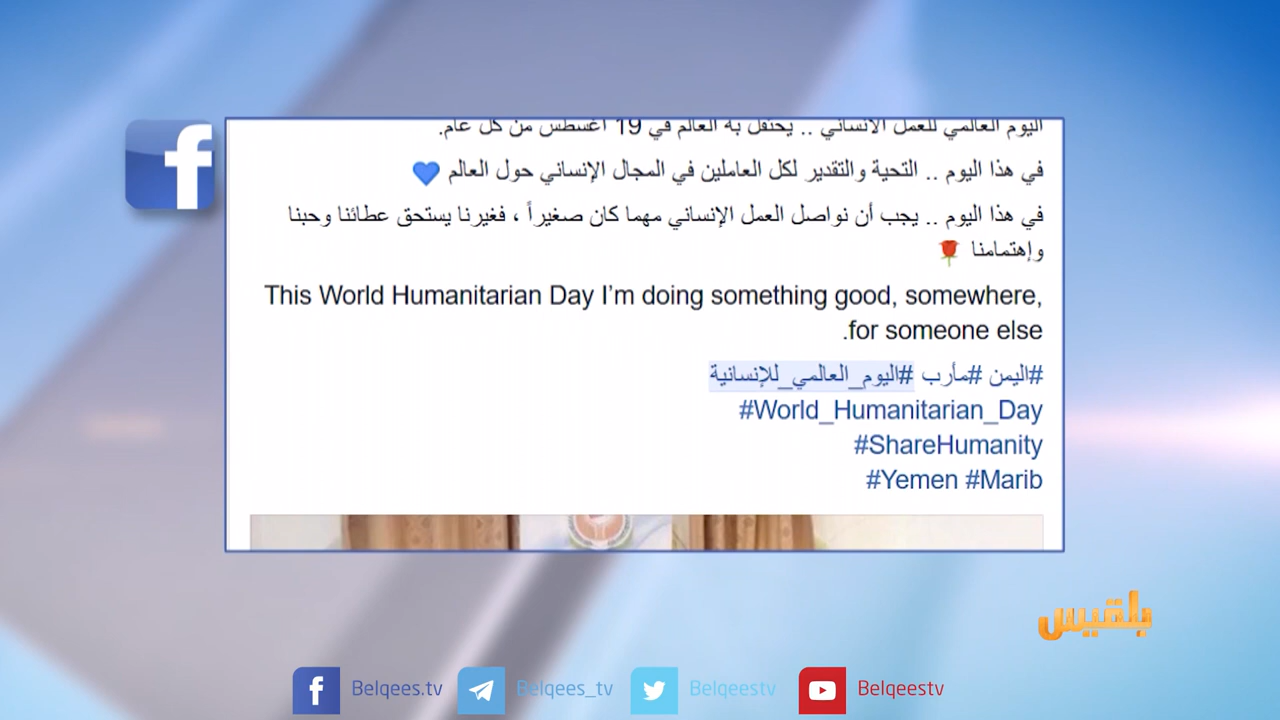 اليوم العالمي للعمل الانساني .. يحتفل به العالم في 19 اغسطس من كل عام.
في هذا اليوم .. التحية والتقدير لكل العاملين في المجال الإنساني حول العالم 💙
في هذا اليوم .. يجب أن نواصل العمل الإنساني مهما كان صغيراً ، فغيرنا يستحق عطائنا وحبنا
وإهتمامنا 🌹
This World Humanitarian Day I’m doing something good, somewhere,
.for someone else
#اليمن #مأرب #اليوم_العالمي_للإنسانية
#World_Humanitarian_Day
#ShareHumanity
#Yemen #Marib
بلقيس
Belqees.tv
Belqees_tv
Belqeestv
Belqeestv